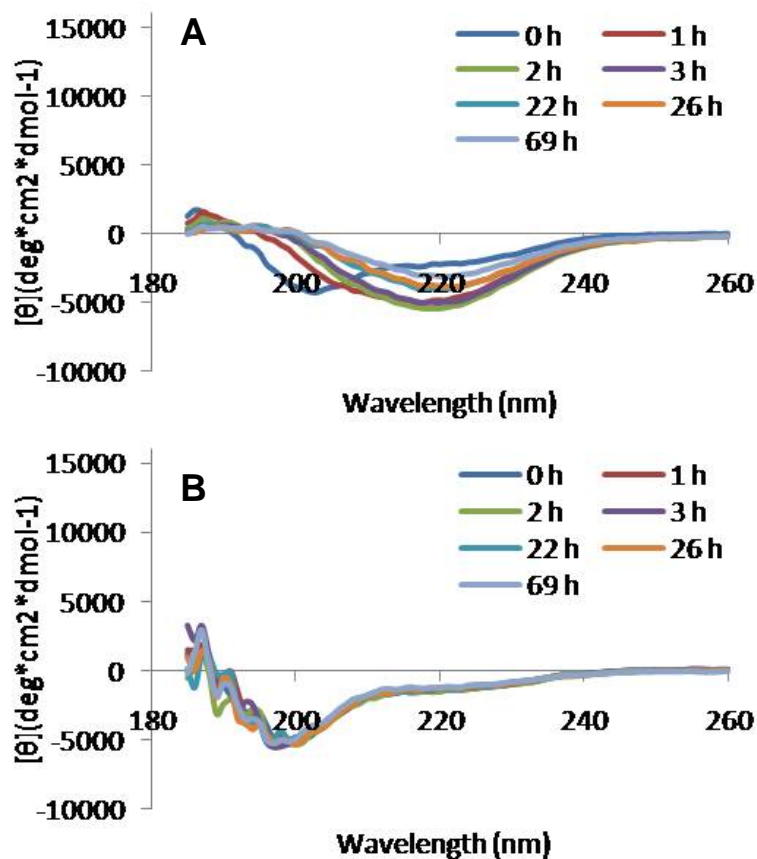 A
15000
10000
5000
0
-5000
-10000
[θ](deg*cm2*dmol-1)
0 h 1 h
2 h 3 h
22 h 26 h
69 h
180 200 220 240 260
Wavelength (nm)
B
15000
10000
5000
0
-5000
-10000
[θ](deg*cm2*dmol-1)
0 h 1 h
2 h 3 h
22 h 26 h
69 h
180 200 220 240 260
Wavelength (nm)